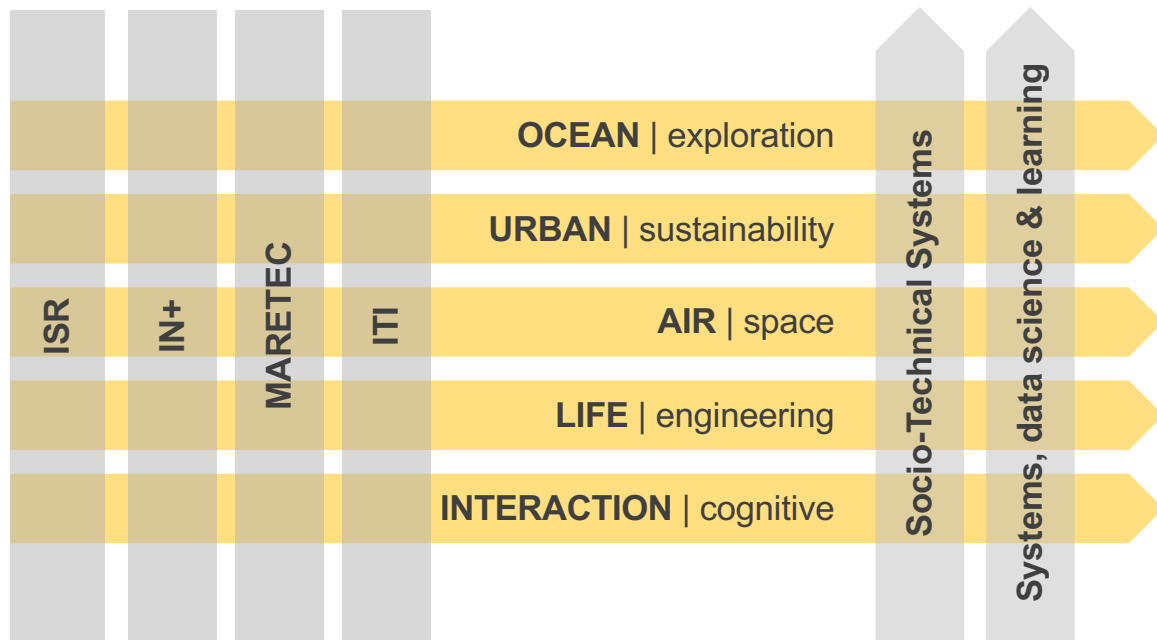 ISR
IN+
MARETEC
ITI
OCEAN | exploration
URBAN | sustainability
AIR | space
LIFE | engineering
INTERACTION | cognitive
Socio-Technical Systems
Systems, data science & learning